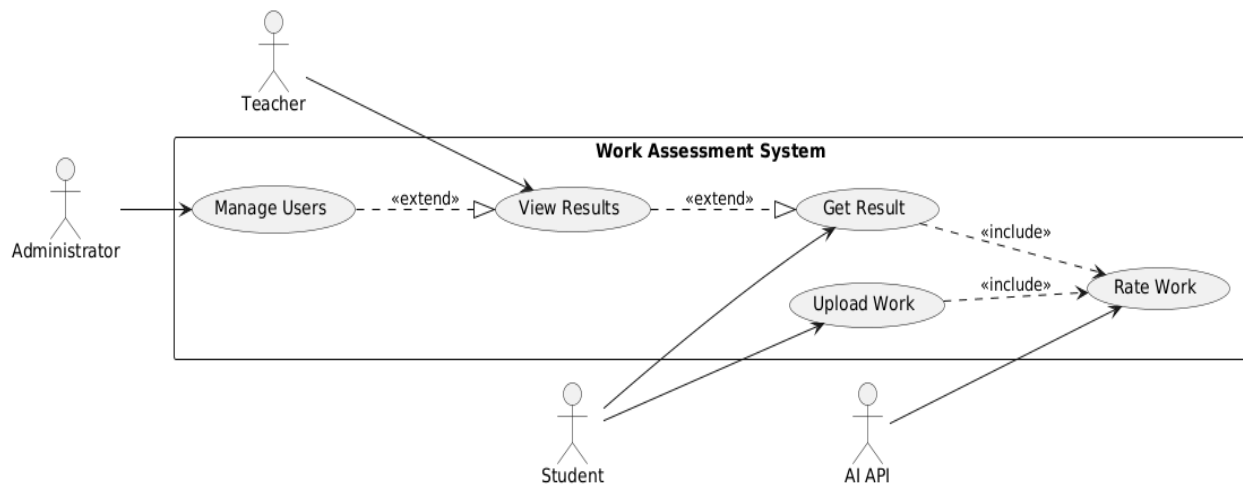 Teacher
Work Assessment System
Administrator
Manage Users
«extend»
View Results
«extend»
Get Result
«include»
Upload Work
«include»
Rate Work
Student
AI API